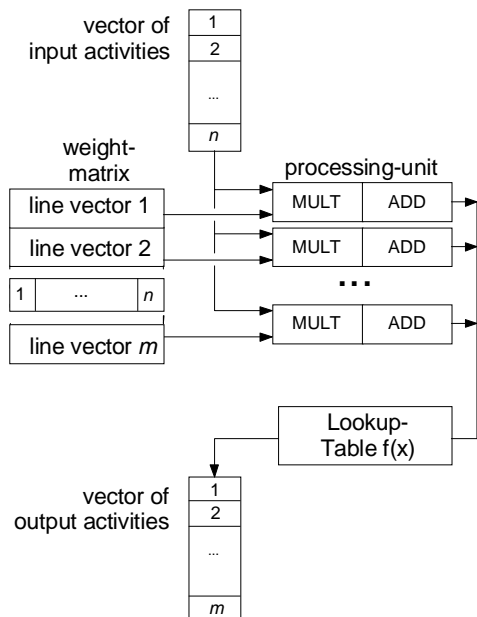 vector of
input activities
1
2
...
n
weight-
matrix
line vector 1
line vector 2
1 ... n
line vector m
processing-unit
MULT ADD
MULT ADD
...
MULT ADD
Lookup-
Table f(x)
vector of
output activities
1
2
...
m